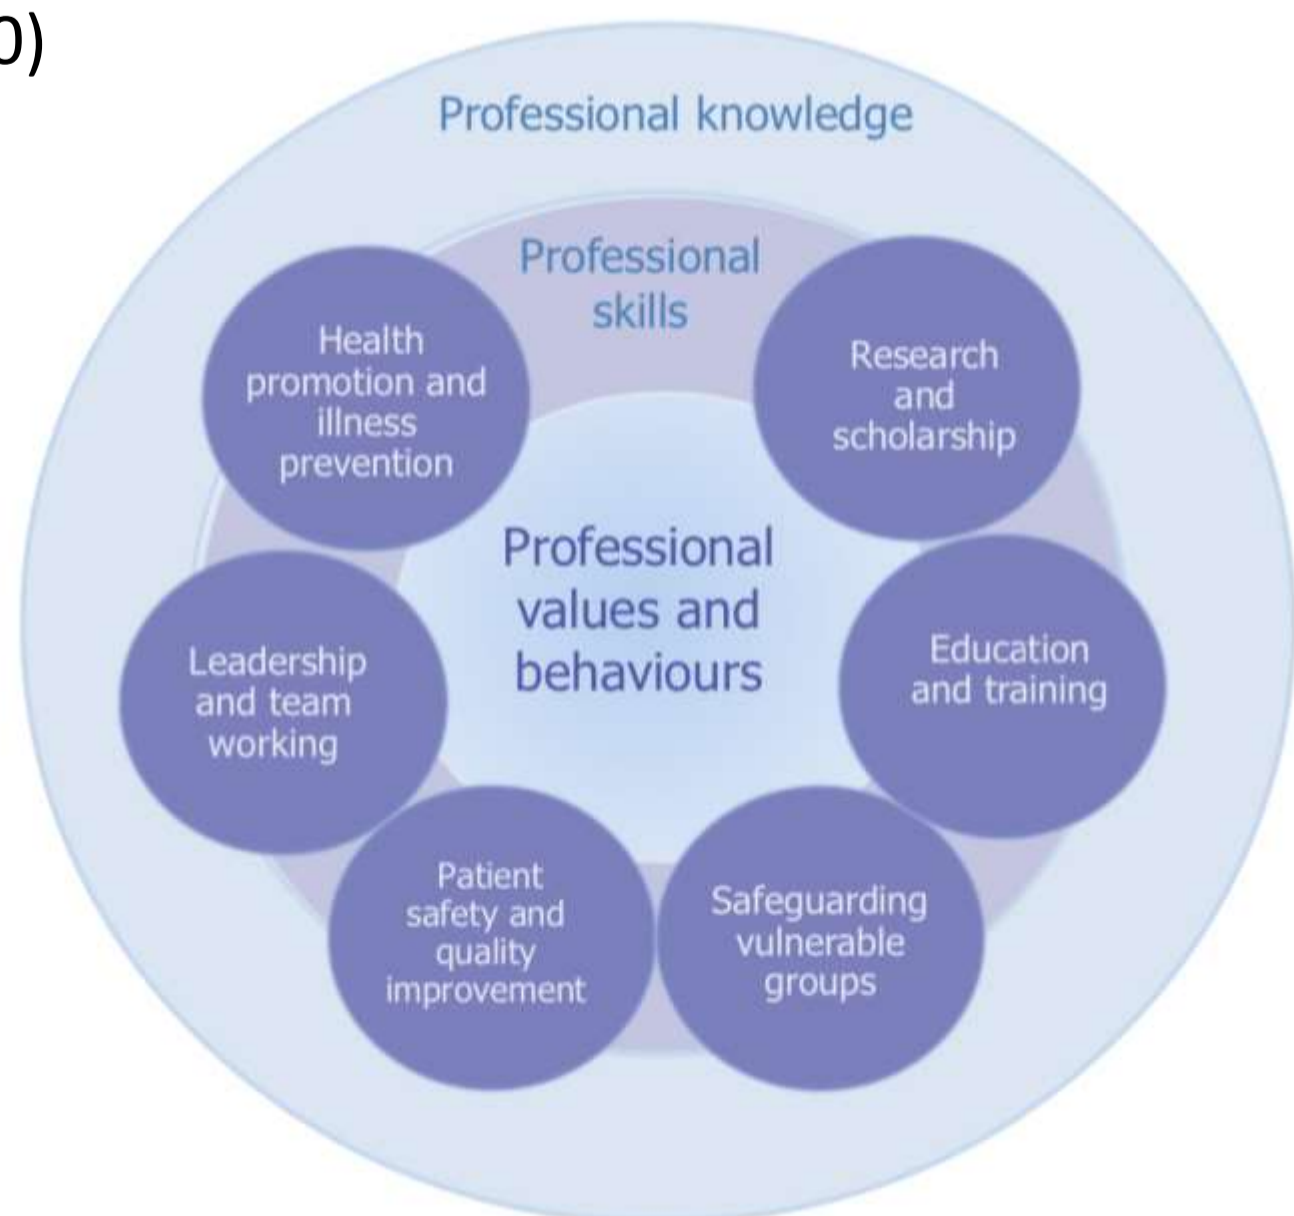 0)
Professional knowledge
Professional
skills
Health
promotion and
illness
prevention
Research
and
scholarship
Professional
values and
behaviours
Leadership
and team
working
Education
and training
Patient
safety and
quality
improvement
Safeguarding
vulnerable
groups